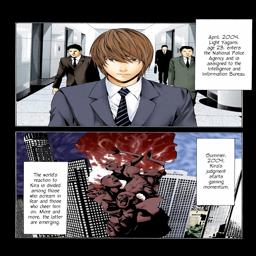 April, 2004.
Light Yagami,
age 23, enters
the National Police
Agency and is
assigned to the
Intelligence and
Information Bureau
Summer,
2004.
Kira's
judgment
starts
gaining
momentum.
The world's
reaction to
Kira is divided
among those
who scream in
fear and those
who cheer him
on. More and
more, the latter
are emerging.